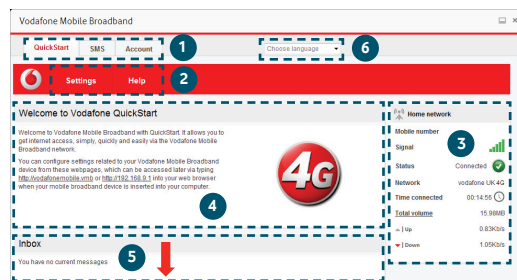 Vodafone Mobile Broadband
QuickStart SMS Account 1 Choose language 6
Settings Help 2
Welcome to Vodafone QuickStart
Welcome to Vodafone Mobile Broadband with QuickStart. It allows you to
get internet access, simply, quickly and easily via the Vodafone Mobile
Broadband network.
You can configure settings related to your Vodafone Mobile Broadband
device from these webpages, which can be accessed later via typing
http://vodafonemobile.vmb or http://192.168.9.1 into your web browser
when your mobile broadband device is inserted into your computer.
4G
4
Home network
Mobile number
3
Signal
Status Connected
Network vodafone UK 4G
Time connected 00:14:56
Total volume 15.88MB
Up 0.83Kb/s
Down 1.05Kb/s
Inbox
You have no current messages
5